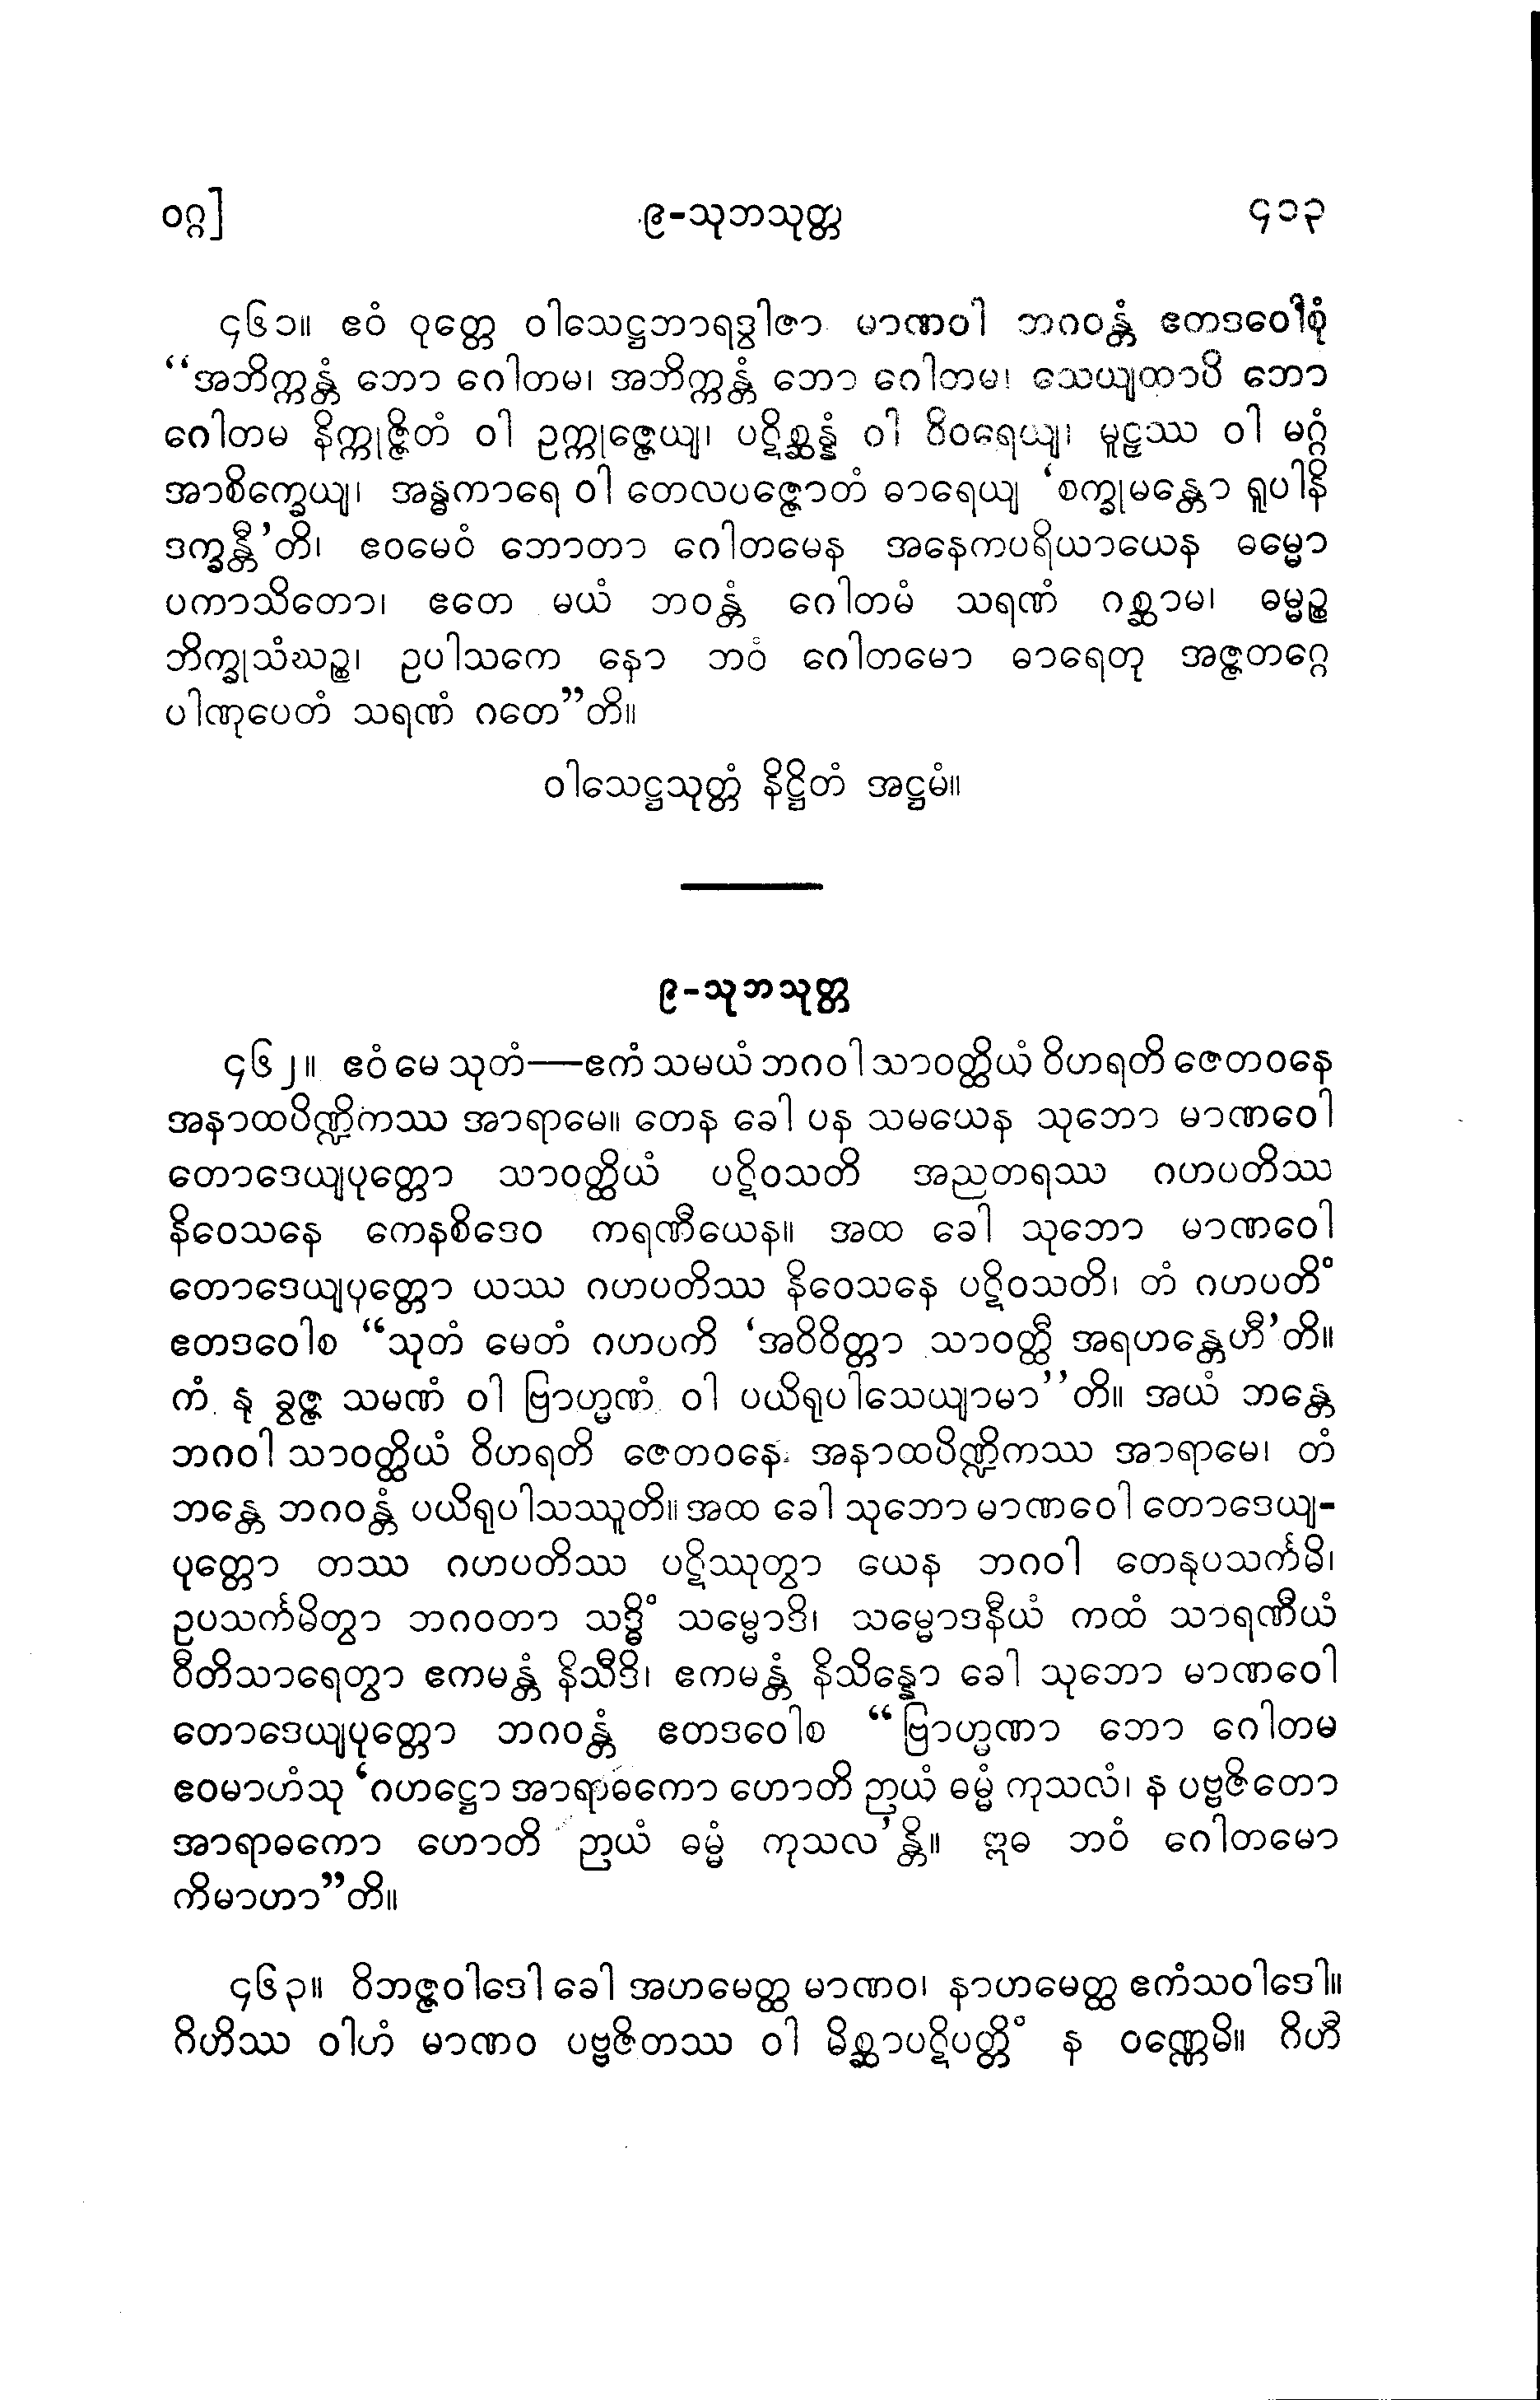 ဝဂ္ဂ]
၉-သုဘသုတ္တ
၄၁၃
၄၆၁။ ဧဝံ ဝုတ္တေ ဝါသေဋ္ဌဘာရဒွါဇာ မာဏဝါ ဘဂဝန္တံ ဧတဒဝေါစုံ
“အဘိက္ကန္တံ ဘော ဂေါတမ၊ အဘိက္ကန္တံ ဘော ဂေါတမ၊ သေယျထာပိ ဘော
ဂေါတမ နိက္ကုဇ္ဇိတံ ဝါ ဥက္ကုဇ္ဇေယျ၊ ပဋိစ္ဆန္နံ ဝါ ဝိဝရေယျ၊ မူဠှဿ ဝါ မဂ္ဂံ
အာစိက္ခေယျ၊ အန္ဓကာရေ ဝါ တေလပဇ္ဇောတံ ဓာရေယျ ‘စက္ခုမန္တော ရူပါနိ
ဒက္ခန္တီ’တိ၊ ဧဝမေဝံ ဘောတာ ဂေါတမေန အနေကပရိယာယေန ဓမ္မော
ပကာသိတော၊ ဧတေ မယံ ဘဝန္တံ ဂေါတမံ သရဏံ ဂစ္ဆာမ၊ ဓမ္မဉ္စ
ဘိက္ခုသံဃဉ္စ၊ ဥပါသကေ နော ဘဝံ ဂေါတမော ဓာရေတု အဇ္ဇတဂ္ဂေ
ပါဏုပေတံ သရဏံ ဂတေ”တိ။
ဝါသေဋ္ဌသုတ္တံ နိဋ္ဌိတံ အဋ္ဌမံ။
၉-သုဘသုတ္တ
၄၆၂။ ဧဝံ မေ သုတံ—ဧကံ သမယံ ဘဂဝါ သာဝတ္ထိယံ ဝိဟရတိ ဇေတဝနေ
အနာထပိဏ္ဍိကဿ အာရာမေ။ တေန ခေါ ပန သမယေန သုဘော မာဏဝေါ
တောဒေယျပုတ္တော သာဝတ္ထိယံ ပဋိဝသတိ အညတရဿ ဂဟပတိဿ
နိဝေသနေ ကေနစိဒေဝ ကရဏီယေန။ အထ ခေါ သုဘော မာဏဝေါ
တောဒေယျပုတ္တော ယဿ ဂဟပတိဿ နိဝေသနေ ပဋိဝသတိ၊ တံ ဂဟပတိံ
ဧတဒဝေါစ “သုတံ မေတံ ဂဟပကိ ‘အဝိဝိတ္တာ သာဝတ္ထီ အရဟန္တေဟီ’တိ။
ကံ နု ခွဇ္ဇ သမဏံ ဝါ ဗြာဟ္မဏံ ဝါ ပယိရုပါသေယျာမာ”တိ။ အယံ ဘန္တေ
ဘဂဝါ သာဝတ္ထိယံ ဝိဟရတိ ဇေတဝနေ အနာထပိဏ္ဍိကဿ အာရာမေ၊ တံ
ဘန္တေ ဘဂဝန္တံ ပယိရုပါသဿူတိ။ အထ ခေါ သုဘော မာဏဝေါ တောဒေယျ-
ပုတ္တော တဿ ဂဟပတိဿ ပဋိဿုတွာ ယေန ဘဂဝါ တေနုပသင်္ကမိ၊
ဥပသင်္ကမိတွာ ဘဂဝတာ သဒ္ဓိံ သမ္မောဒိ၊ သမ္မောဒနီယံ ကထံ သာရဏီယံ
ဝီတိသာရေတွာ ဧကမန္တံ နိသီဒိ၊ ဧကမန္တံ နိသိန္နော ခေါ သုဘော မာဏဝေါ
တောဒေယျပုတ္တော ဘဂဝန္တံ ဧတဒဝေါစ “ဗြာဟ္မဏာ ဘော ဂေါတမ
ဧဝမာဟံသု ‘ဂဟဋ္ဌော အာရာဓကော ဟောတိ ဉာယံ ဓမ္မံ ကုသလံ၊ န ပဗ္ဗဇိတော
အာရာဓကော ဟောတိ ဉာယံ ဓမ္မံ ကုသလ’န္တိ။ ဣဓ ဘဝံ ဂေါတမော
ကိမာဟာ”တိ။
၄၆၃။ ဝိဘဇ္ဇဝါဒေါ ခေါ အဟမေတ္ထ မာဏဝ၊ နာဟမေတ္ထ ဧကံသဝါဒေါ။
ဂိဟိဿ ဝါဟံ မာဏဝ ပဗ္ဗဇိတဿ ဝါ မိစ္ဆာပဋိပတ္တိံ န ဝဏ္ဏေမိ။ ဂိဟီ